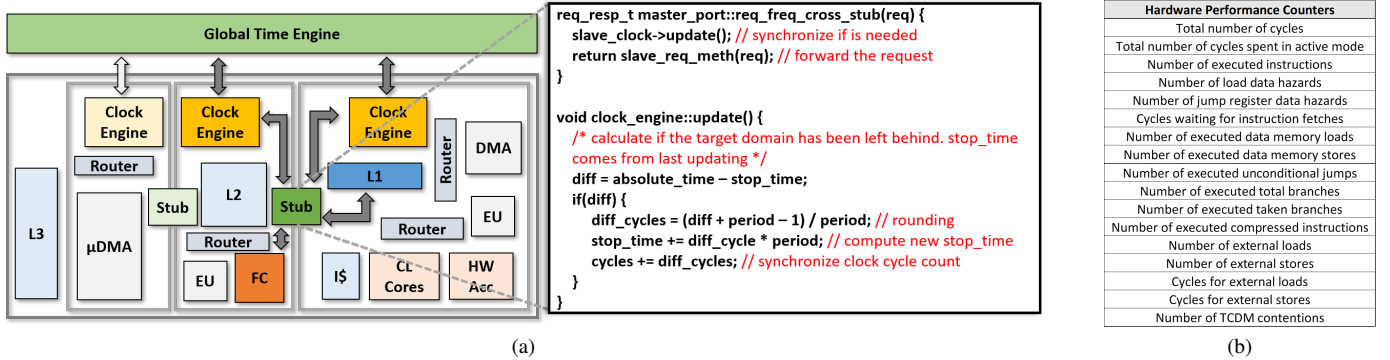 Global Time Engine
Clock
Engine
Clock
Engine
Clock
Engine
Router
Router
DMA
L1
L2
L3
Stub
Stub
μDMA
EU
Router
Router
EU
FC
I$
CL
Cores
HW
Acc
req_resp_t master_port::req_freq_cross_stub(req) {
slave_clock->update(); // synchronize if is needed
return slave_req_meth(req); // forward the request
}
void clock_engine::update() {
/* calculate if the target domain has been left behind. stop_time
comes from last updating */
diff = absolute_time – stop_time;
if(diff) {
diff_cycles = (diff + period – 1) / period; // rounding
stop_time += diff_cycle * period; // compute new stop_time
cycles += diff_cycles; // synchronize clock cycle count
}
}
(a)
Hardware Performance Counters
Total number of cycles
Total number of cycles spent in active mode
Number of executed instructions
Number of load data hazards
Number of jump register data hazards
Cycles waiting for instruction fetches
Number of executed data memory loads
Number of executed data memory stores
Number of executed unconditional jumps
Number of executed total branches
Number of executed taken branches
Number of executed compressed instructions
Number of external loads
Number of external stores
Cycles for external loads
Cycles for external stores
Number of TCDM contentions
(b)